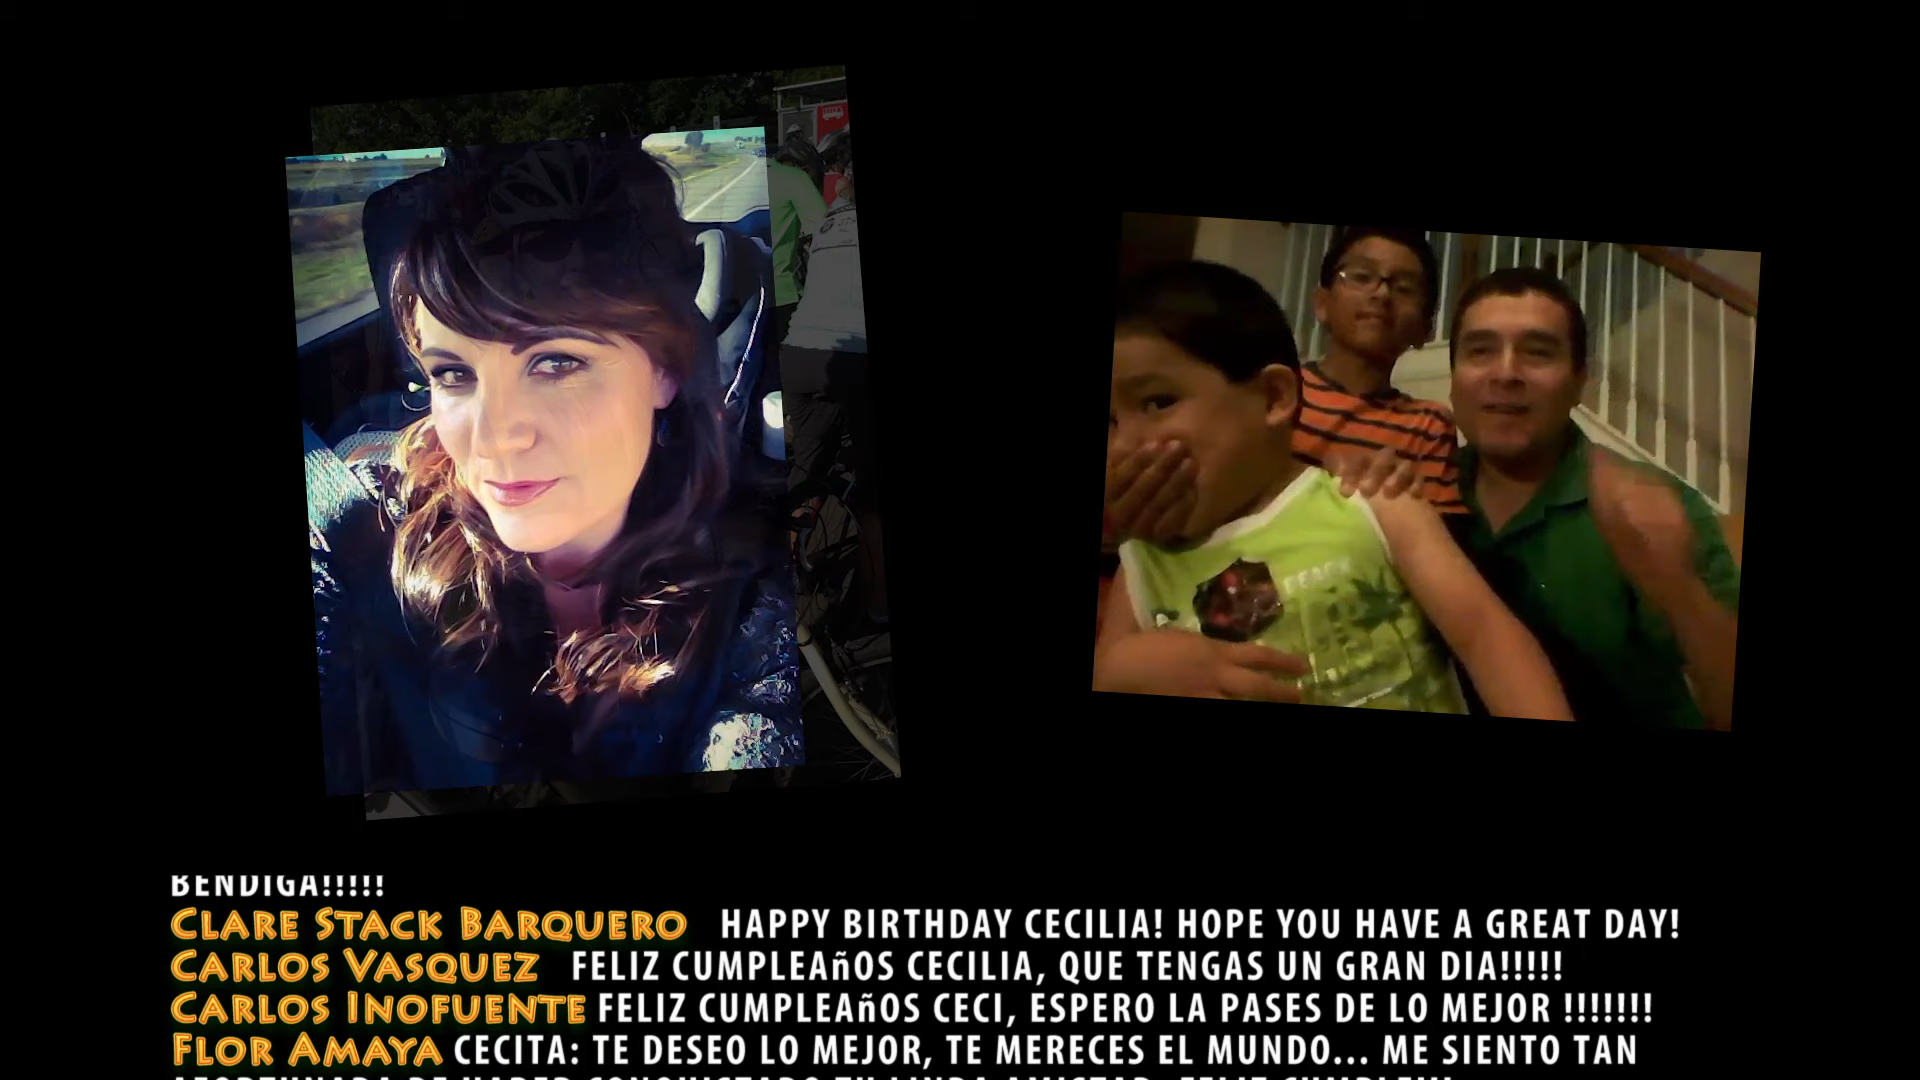 BENDIGA!!!!!
CLARE STACK BARQUERO HAPPY BIRTHDAY CECILIA! HOPE YOU HAVE A GREAT DAY!
CARLOS VASQUEZ FELIZ CUMPLEAñOS CECILIA, QUE TENGAS UN GRAN DIA!!!!!
CARLOS INOFUENTE FELIZ CUMPLEAñOS CECI, ESPERO LA PASES DE LO MEJOR !!!!!!!
FLOR AMAYA CECITA: TE DESEO LO MEJOR, TE MERECES EL MUNDO... ME SIENTO TAN